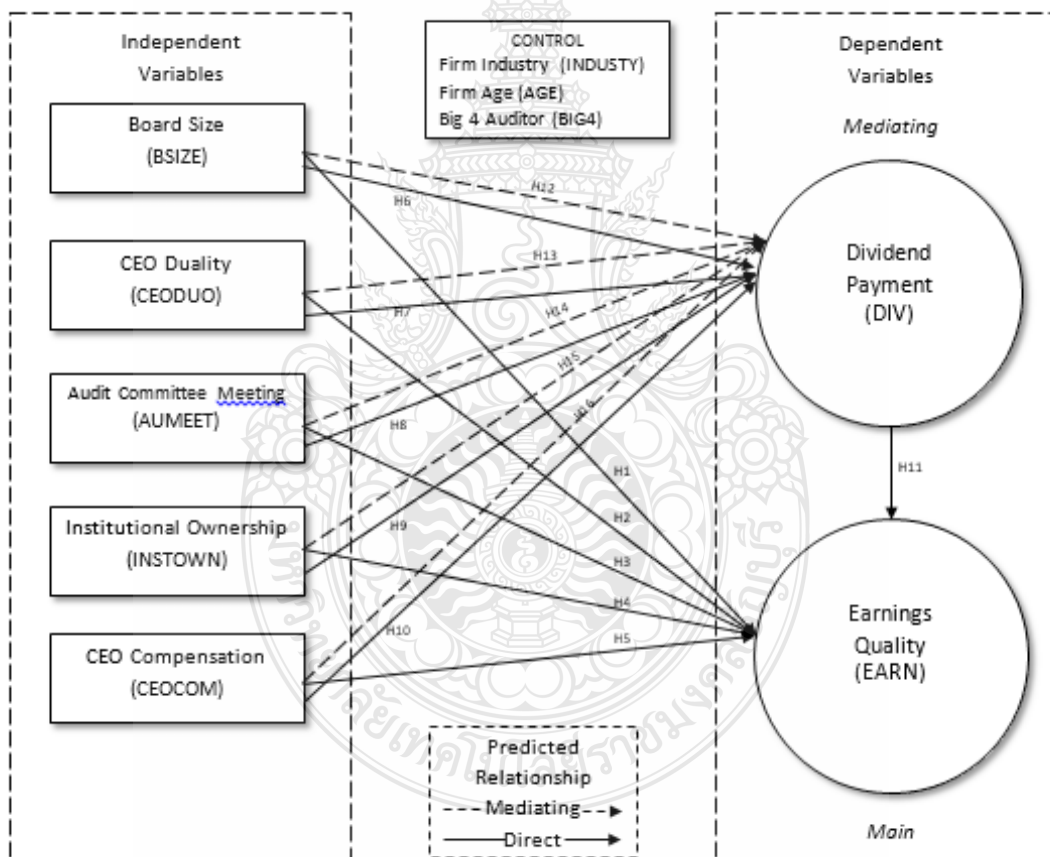 Independent
Variables
Board Size
(BSIZE)
CEO Duality
(CEODUO)
Audit Committee Meeting
(AUMEET)
Institutional Ownership
(INSTOWN)
CEO Compensation
(CEOCOM)
CONTROL
Firm Industry (INDUSTY)
Firm Age (AGE)
Big 4 Auditor (BIG4)
H12
H6
H13
H7
H14
H8
H15
H16
H9
H10
H1
H2
H3
H4
H5
Predicted
Relationship
Mediating
Direct
Dependent
Variables
Mediating
Dividend
Payment
(DIV)
H11
Earnings
Quality
(EARN)
Main